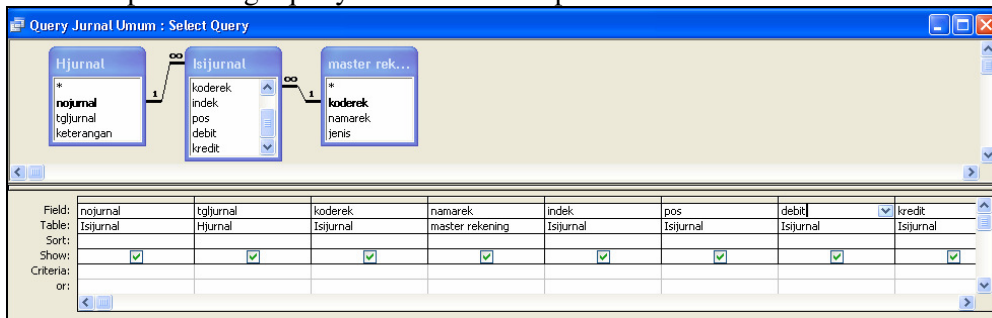 Query Jurnal Umum : Select Query
Hjurnal
*
nojurnal
tgljurnal
keterangan
1
∞
Isijurnal
koderek
indek
pos
debit
kredit
∞
1
master rek...
*
koderek
namarek
jenis
Field: nojurnal tgljurnal koderek namarek indek pos debit kredit
Table: Isijurnal Hjurnal Isijurnal master rekening Isijurnal Isijurnal Isijurnal Isijurnal
Sort:
Show:
Criteria:
or: